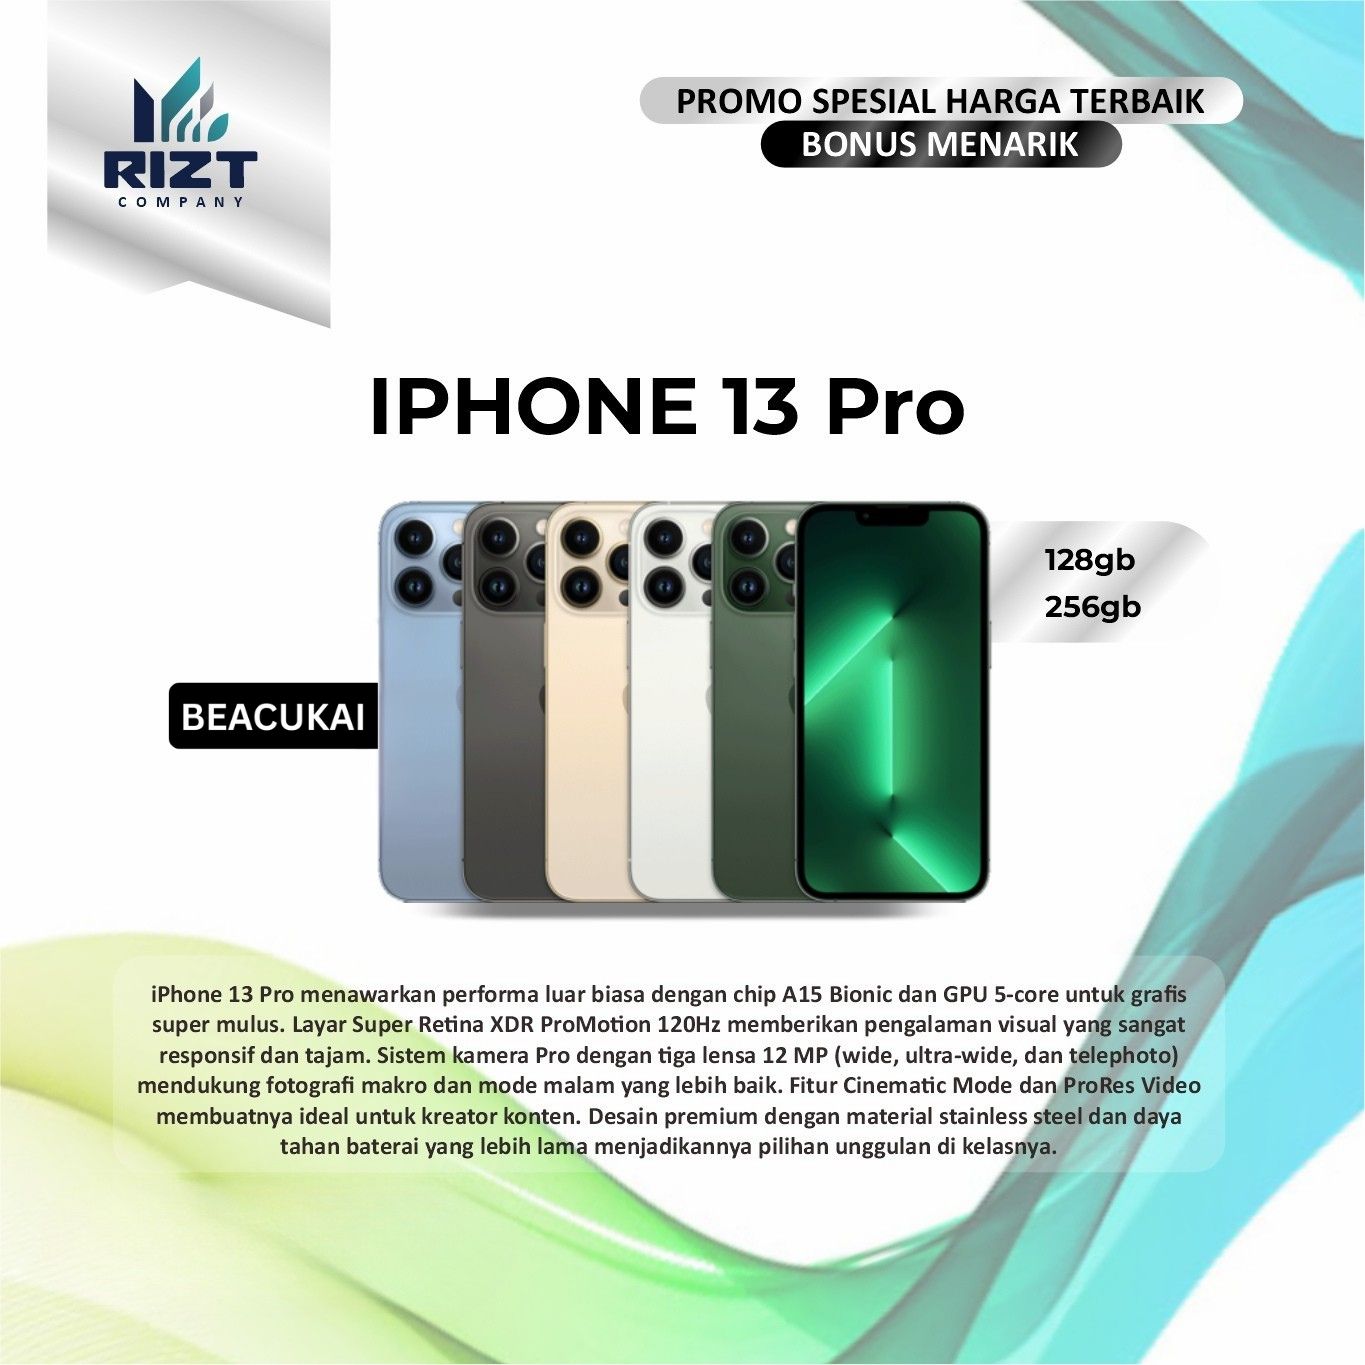 RIZT
COMPANY
PROMO SPESIAL HARGA TERBAIK
BONUS MENARIK
IPHONE 13 Pro
128gb
256gb
BEACUKAI
iPhone 13 Pro menawarkan performa luar biasa dengan chip A15 Bionic dan GPU 5-core untuk grafis
super mulus. Layar Super Retina XDR ProMotion 120Hz memberikan pengalaman visual yang sangat
responsif dan tajam. Sistem kamera Pro dengan tiga lensa 12 MP (wide, ultra-wide, dan telephoto)
mendukung fotografi makro dan mode malam yang lebih baik. Fitur Cinematic Mode dan ProRes Video
membuatnya ideal untuk kreator konten. Desain premium dengan material stainless steel dan daya
tahan baterai yang lebih lama menjadikannya pilihan unggulan di kelasnya.